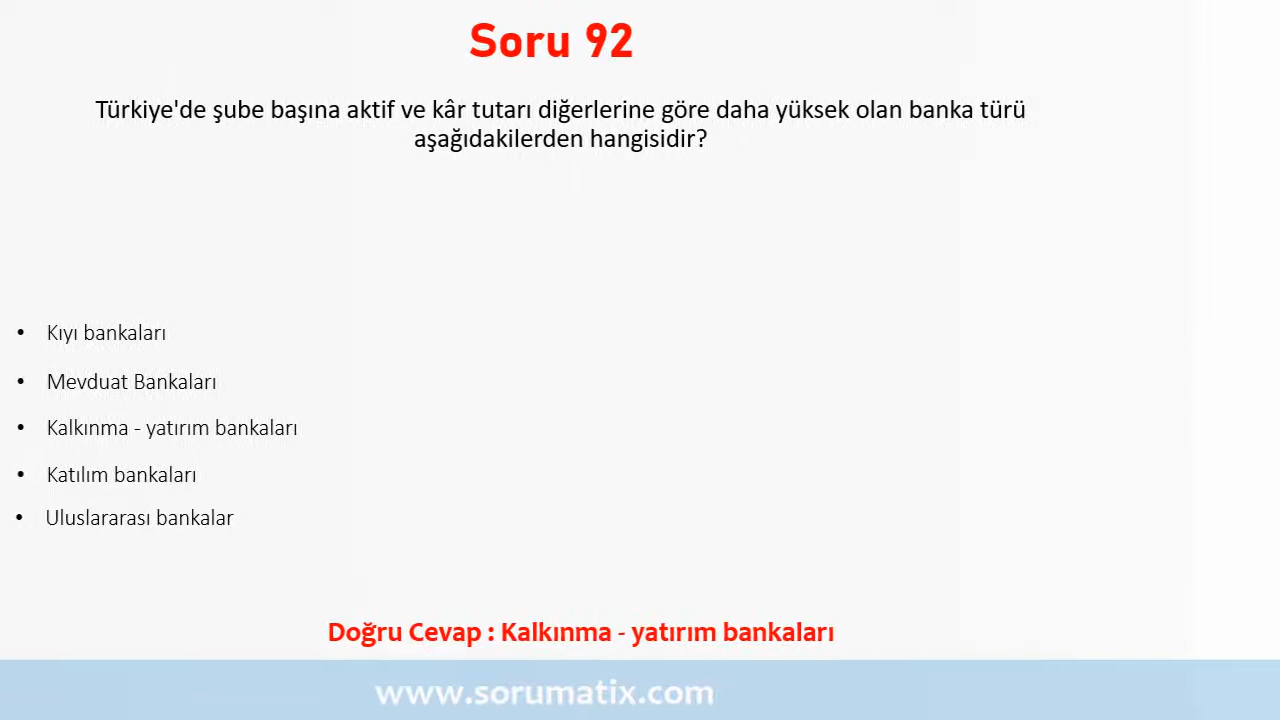 Soru 92
Türkiye'de şube başına aktif ve kâr tutarı diğerlerine göre daha yüksek olan banka türü
aşağıdakilerden hangisidir?
• Kıyı bankaları
• Mevduat Bankaları
• Kalkınma - yatırım bankaları
• Katılım bankaları
• Uluslararası bankalar
Doğru Cevap : Kalkınma - yatırım bankaları
www.sorumatix.com